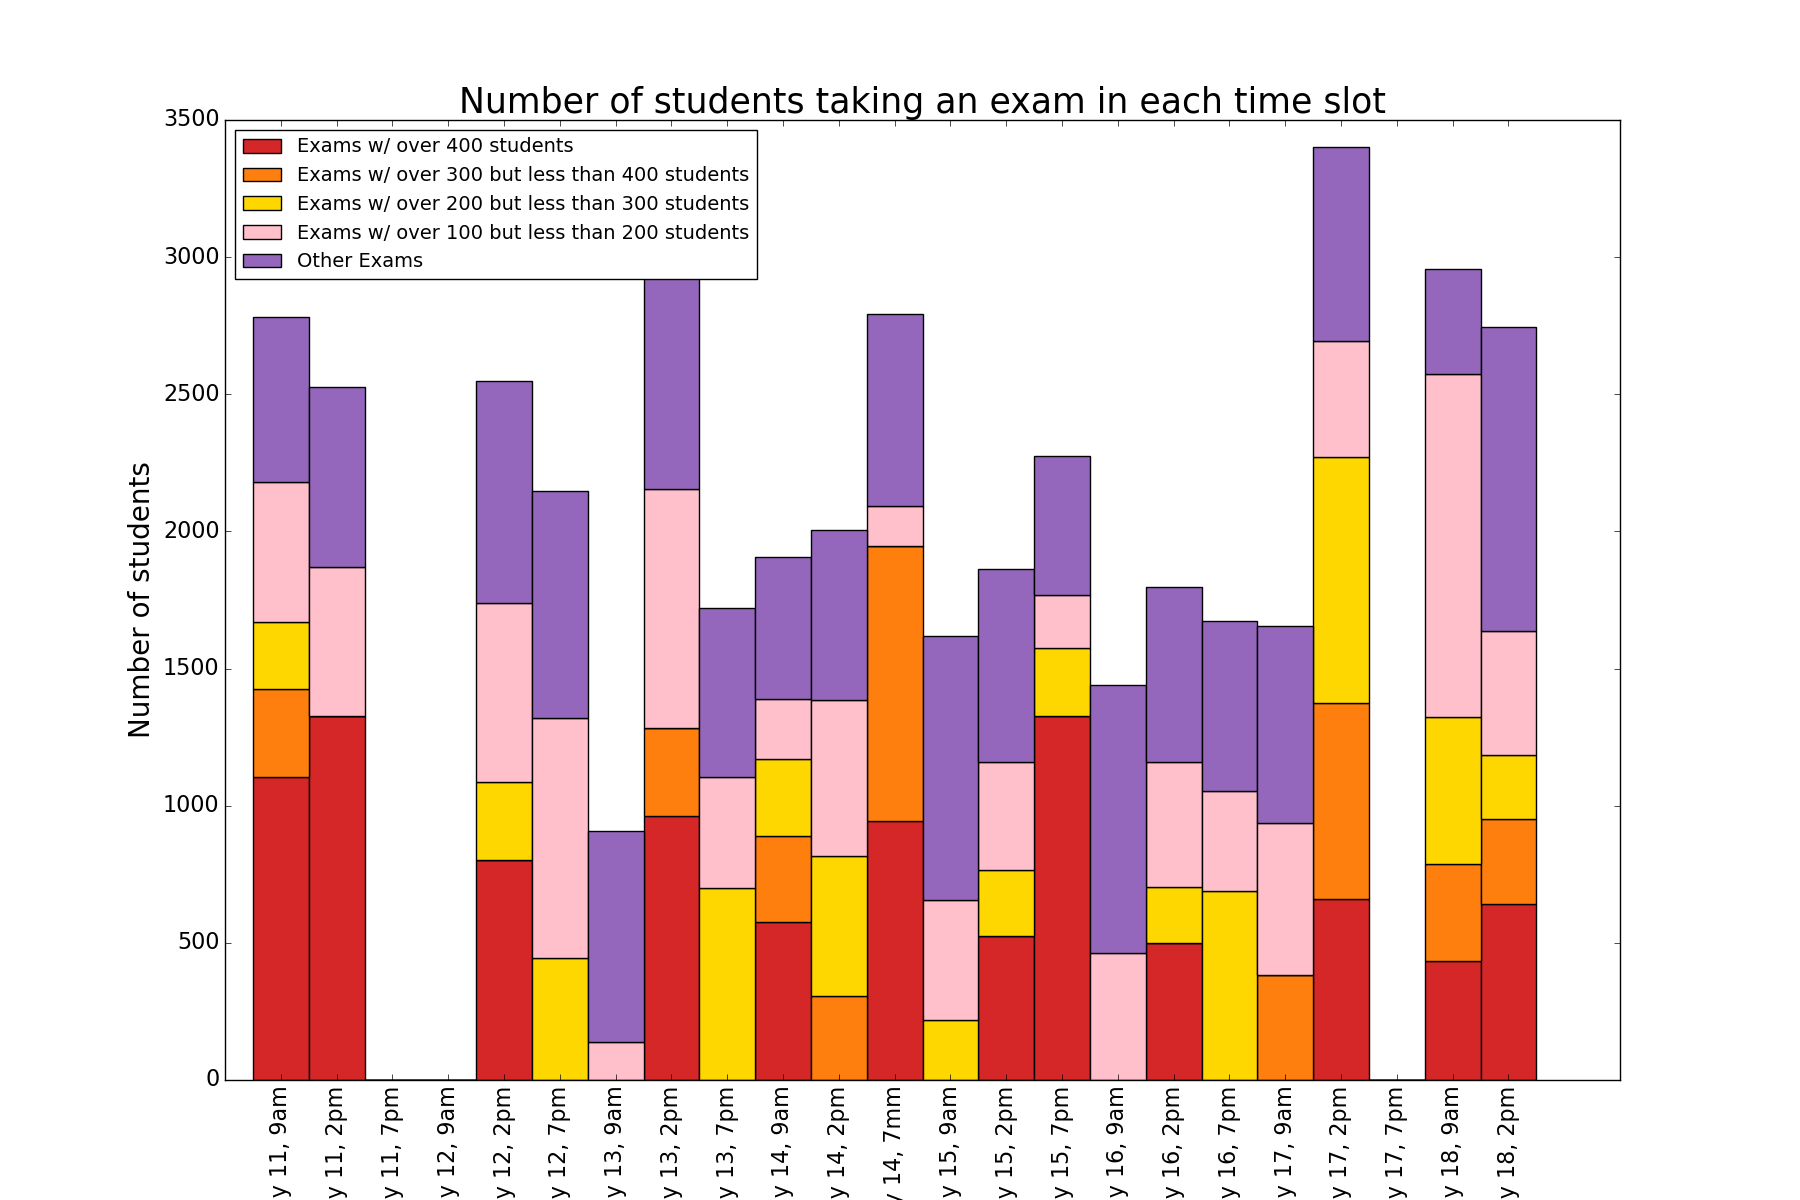 Number of students taking an exam in each time slot
3500
3000
2500
2000
1500
1000
500
0
Number of students
Exams w/ over 400 students
Exams w/ over 300 but less than 400 students
Exams w/ over 200 but less than 300 students
Exams w/ over 100 but less than 200 students
Other Exams
y 11, 9am
y 11, 2pm
y 11, 7pm
y 12, 9am
y 12, 2pm
y 12, 7pm
y 13, 9am
y 13, 2pm
y 13, 7pm
y 14, 9am
y 14, 2pm
y 14, 7mm
y 15, 9am
y 15, 2pm
y 15, 7pm
y 16, 9am
y 16, 2pm
y 16, 7pm
y 17, 9am
y 17, 2pm
y 17, 7pm
y 18, 9am
y 18, 2pm